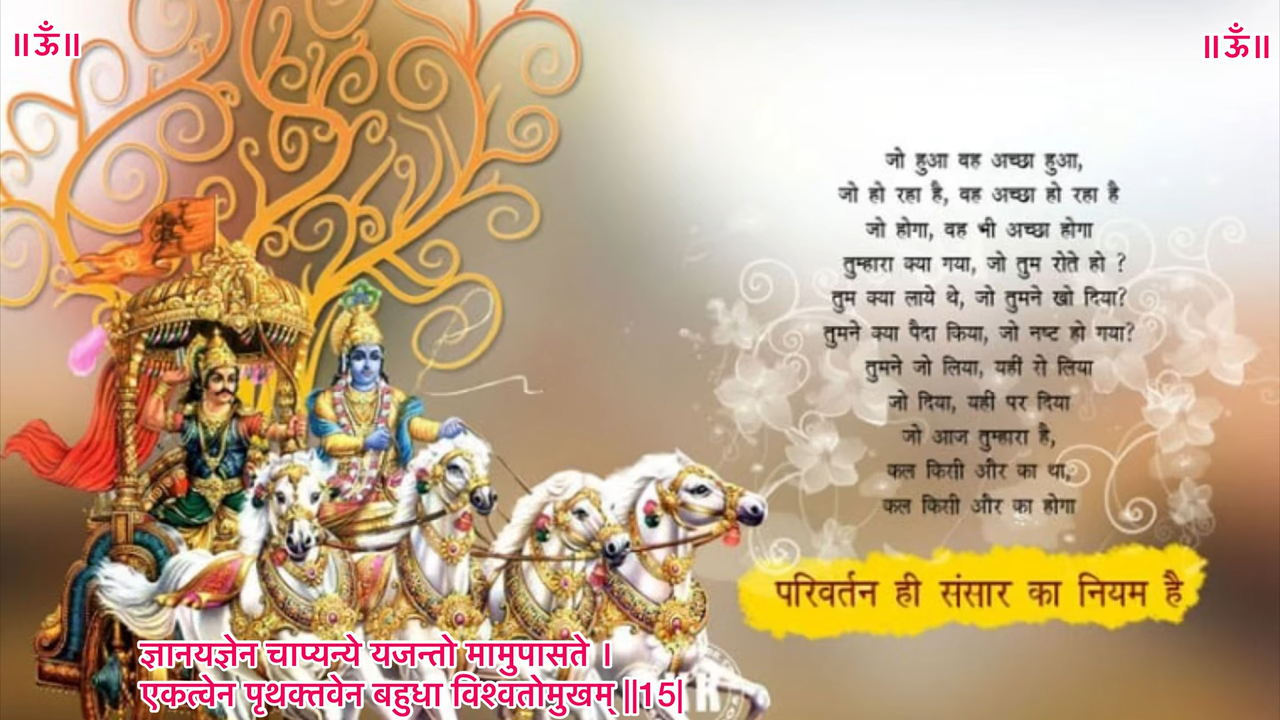 ॥ॐ॥
॥ॐ॥
जो हुआ वह अच्छा हुआ,
जो हो रहा है, वह अच्छा हो रहा है
जो होगा, वह भी अच्छा होगा
तुम्हारा क्या गया, जो तुम रोते हो ?
तुम क्या लाये थे, जो तुमने खो दिया?
तुमने क्या पैदा किया, जो नष्ट हो गया?
तुमने जो लिया, यहीं से लिया
जो दिया, यहीं पर दिया
जो आज तुम्हारा है,
कल किसी और का था,
कल किसी और का होगा
परिवर्तन ही संसार का नियम है
ज्ञानयज्ञेन चाप्यन्ये यजन्तो मामुपासते ।
एकत्वेन पृथक्तवेन बहुधा विश्वतोमुखम् ||15|